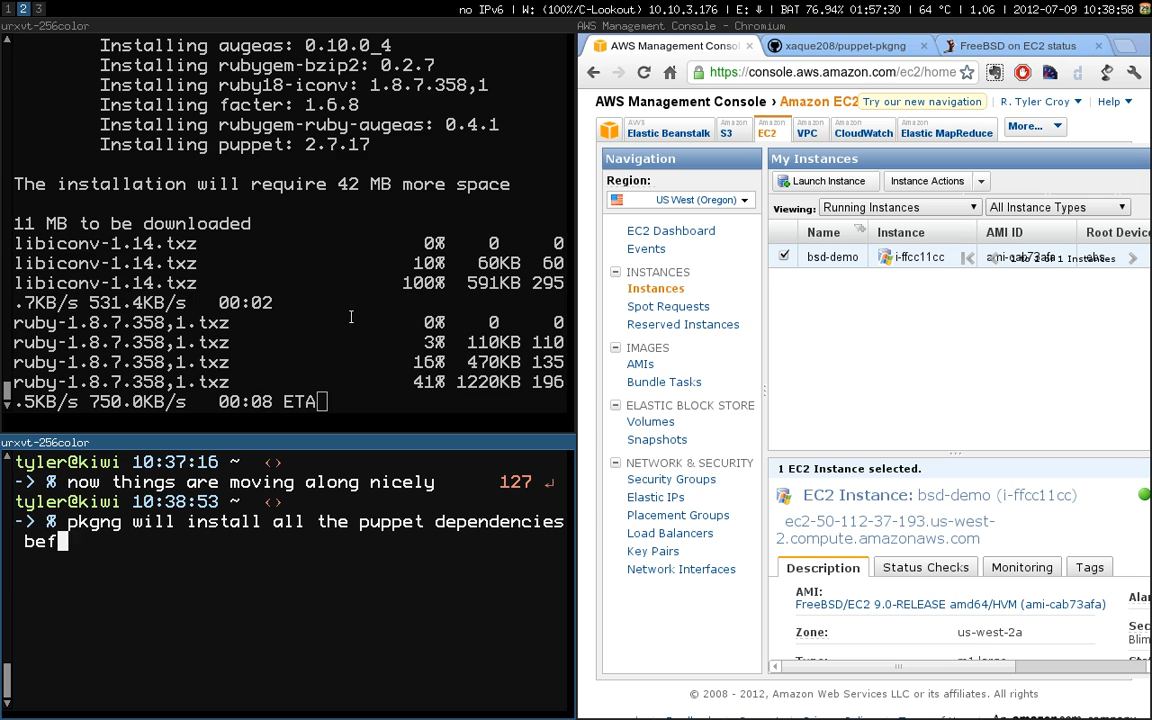 1 2 3
no IPv6 | W: (100%/C-Lookout) 10.10.3.176 | E: ⬇ | BAT 76.94% 01:57:30 | 64 °C | 1.06 | 2012-07-09 10:38:58
urxvt-256color
Installing augeas: 0.10.0_4
Installing rubygem-bzip2: 0.2.7
Installing ruby18-iconv: 1.8.7.358,1
Installing facter: 1.6.8
Installing rubygem-ruby-augeas: 0.4.1
Installing puppet: 2.7.17
The installation will require 42 MB more space
11 MB to be downloaded
libiconv-1.14.txz 0% 0 0
libiconv-1.14.txz 10% 60KB 60
libiconv-1.14.txz 100% 591KB 295
.7KB/s 531.4KB/s 00:02
ruby-1.8.7.358,1.txz 0% 0 0
ruby-1.8.7.358,1.txz 3% 110KB 110
ruby-1.8.7.358,1.txz 16% 470KB 135
ruby-1.8.7.358,1.txz 41% 1220KB 196
.5KB/s 750.0KB/s 00:08 ETA
urxvt-256color
tyler@kiwi 10:37:16 ~ <>
-> % now things are moving along nicely 127 ↵
tyler@kiwi 10:38:53 ~ <>
-> % pkgng will install all the puppet dependencies
bef
AWS Management Console - Chromium
AWS Management Conso
xaque208/puppet-pkgng
FreeBSD on EC2 status
https://console.aws.amazon.com/ec2/home
AWS Management Console > Amazon EC2
Try our new navigation
R. Tyler Croy
Help
AWS
Elastic Beanstalk
Amazon
S3
Amazon
EC2
Amazon
VPC
Amazon
CloudWatch
Amazon
Elastic MapReduce
More...
Navigation
Region:
US West (Oregon)
EC2 Dashboard
Events
INSTANCES
Instances
Spot Requests
Reserved Instances
IMAGES
AMIs
Bundle Tasks
ELASTIC BLOCK STORE
Volumes
Snapshots
NETWORK & SECURITY
Security Groups
Elastic IPs
Placement Groups
Load Balancers
Key Pairs
Network Interfaces
My Instances
Launch Instance
Instance Actions
Viewing: Running Instances All Instance Types
Name Instance AMI ID Root Device
bsd-demo i-ffcc11cc ami-cab73afa ebs
Instances
1 EC2 Instance selected.
EC2 Instance: bsd-demo (i-ffcc11cc)
ec2-50-112-37-193.us-west-
2.compute.amazonaws.com
Description Status Checks Monitoring Tags
AMI:
FreeBSD/EC2 9.0-RELEASE amd64/HVM (ami-cab73afa)
Alar
Zone: us-west-2a
Sec
Blim
© 2008 - 2012, Amazon Web Services LLC or its affiliates. All rights